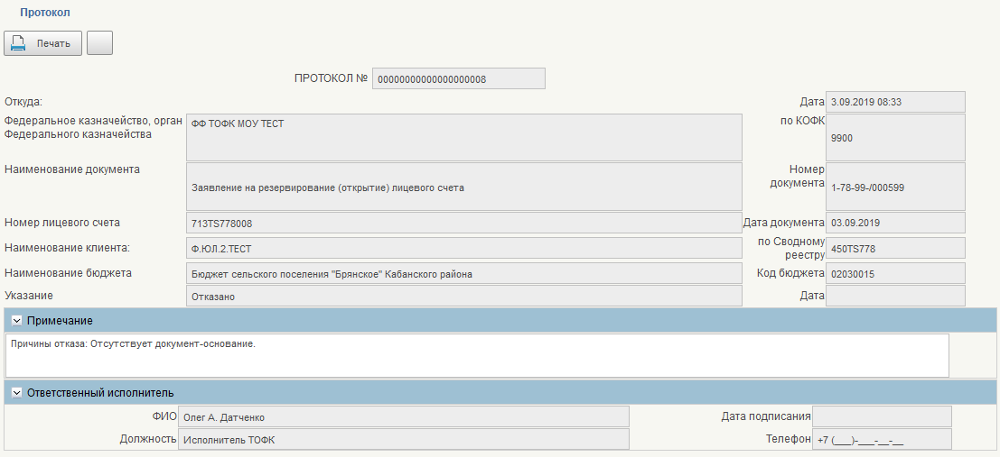 Протокол
Печать
ПРОТОКОЛ № 00000000000000000008
Откуда: Дата 3.09.2019 08:33
Федеральное казначейство, орган Федерального казначейства ФФ ТОФК МОУ ТЕСТ по КОФК 9900
Наименование документа Заявление на резервирование (открытие) лицевого счета Номер документа 1-78-99-/000599
Номер лицевого счета 713TS778008 Дата документа 03.09.2019
Наименование клиента: Ф.ЮЛ.2.ТЕСТ по Сводному реестру 450TS778
Наименование бюджета Бюджет сельского поселения "Брянское" Кабанского района Код бюджета 02030015
Указание Отказано Дата
Примечание
Причины отказа: Отсутствует документ-основание.
Ответственный исполнитель
ФИО Олег А. Датченко Дата подписания
Должность Исполнитель ТОФК Телефон +7 (___)-___-__-__